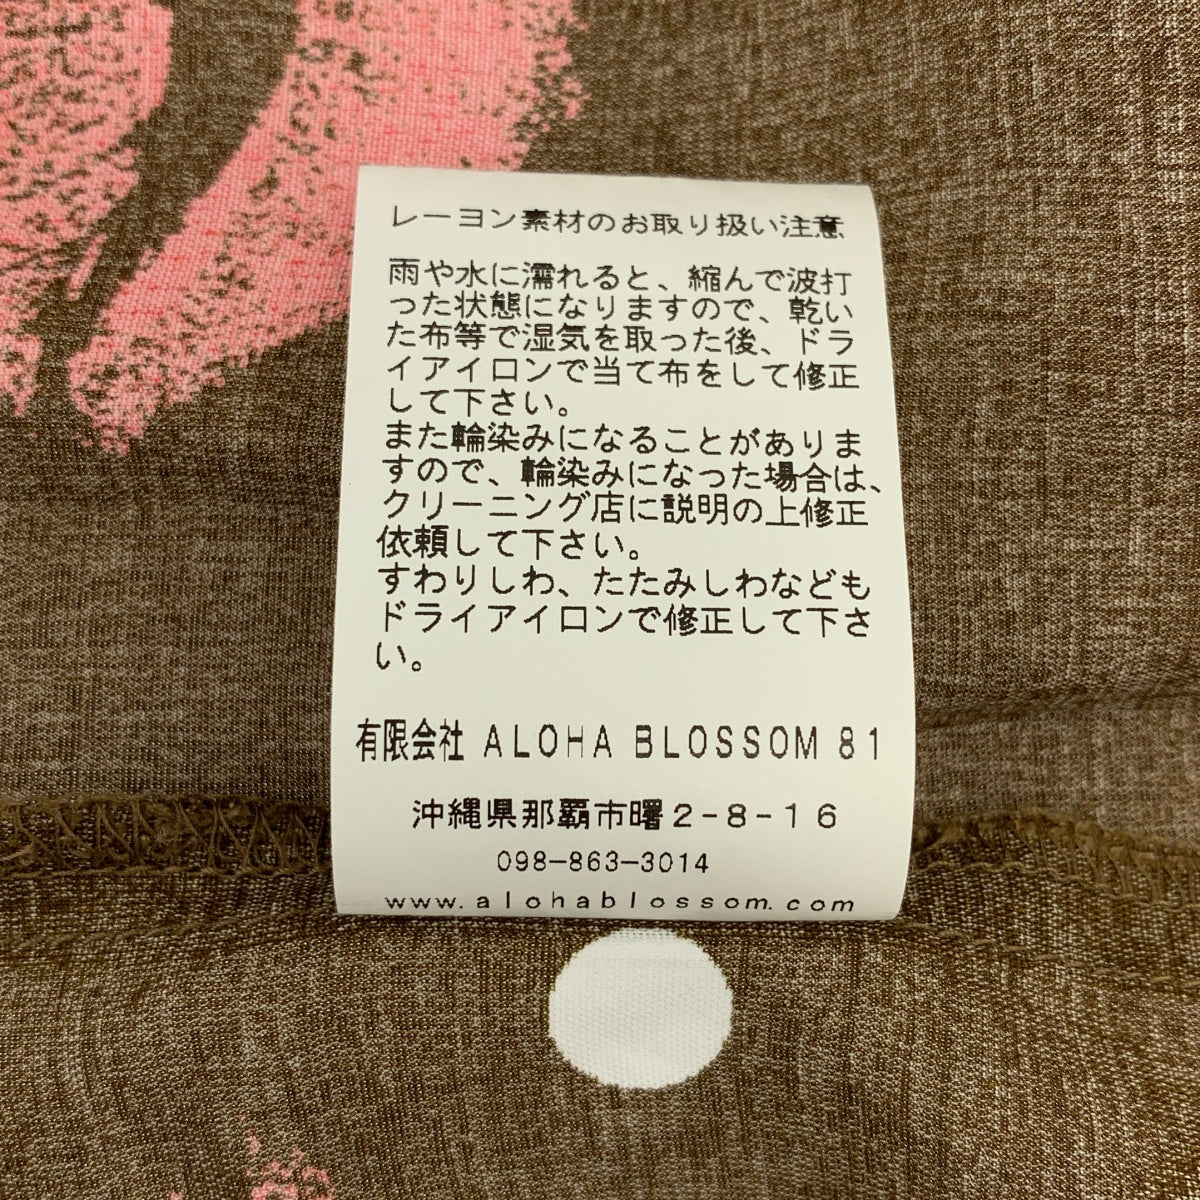 レーヨン素材のお取り扱い注意
雨や水に濡れると、縮んで波打
った状態になりますので、乾い
た布等で湿気を取った後、ドラ
イアイロンで当て布をして修正
して下さい。
また輪染みになることがありま
すので、輪染みになった場合は、
クリーニング店に説明の上修正
依頼して下さい。
すわりしわ、たたみしわなども
ドライアイロンで修正して下さ
い。
有限会社 ALOHA BLOSSOM 81
沖縄県那覇市曙2-8-16
098-863-3014
www.alohablossom.com